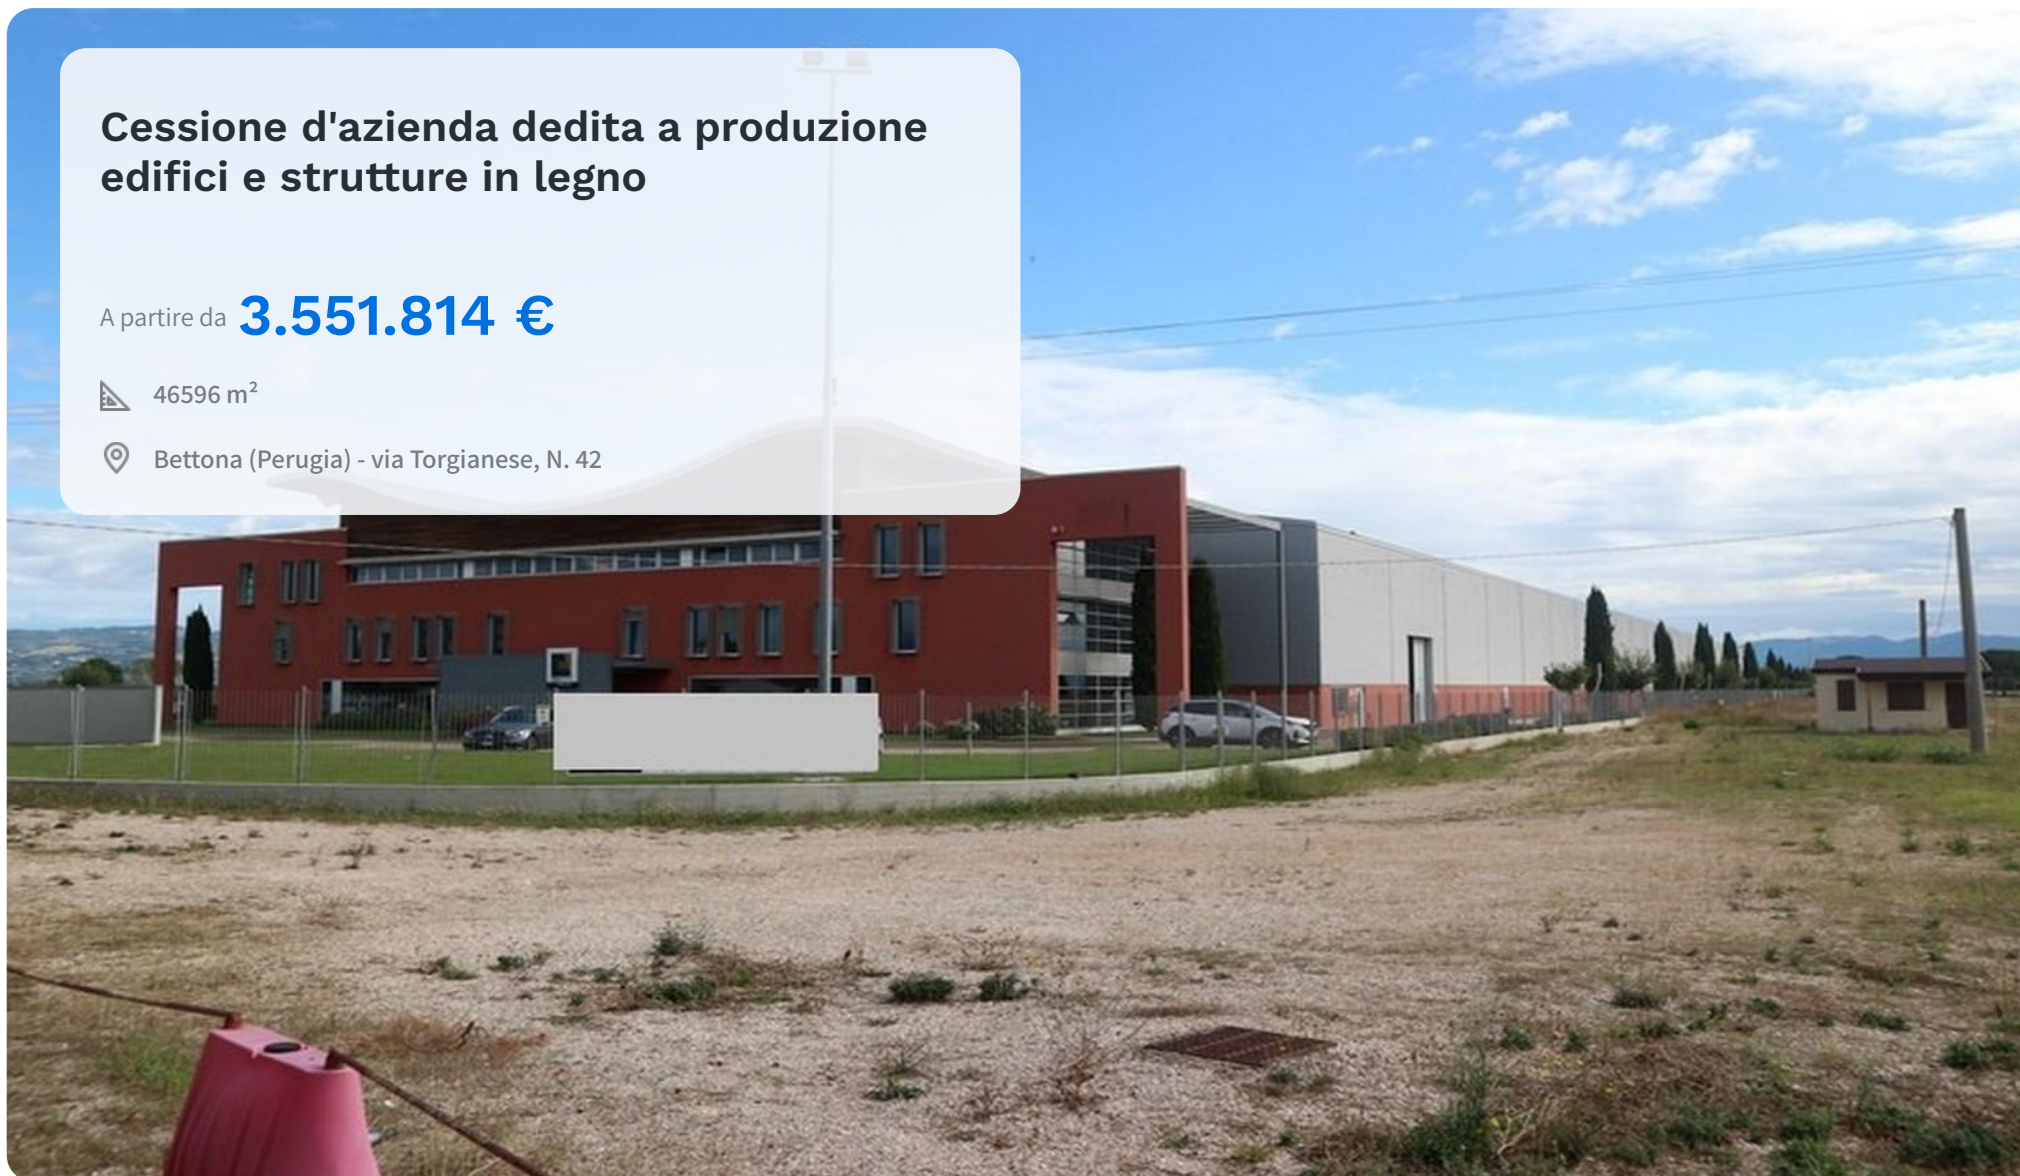 Cessione d'azienda dedita a produzione
edifici e strutture in legno
A partire da 3.551.814 €
46596 m²
Bettona (Perugia) - via Torgianese, N. 42